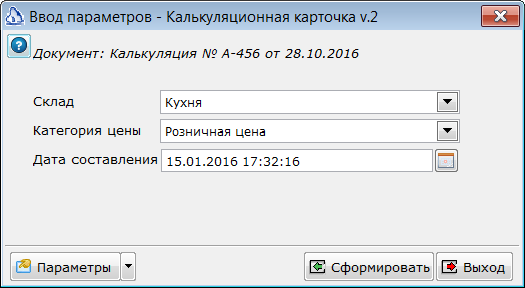 Ввод параметров - Калькуляционная карточка v.2
Документ: Калькуляция № А-456 от 28.10.2016
Склад Кухня
Категория цены Розничная цена
Дата составления 15.01.2016 17:32:16
Параметры Сформировать Выход